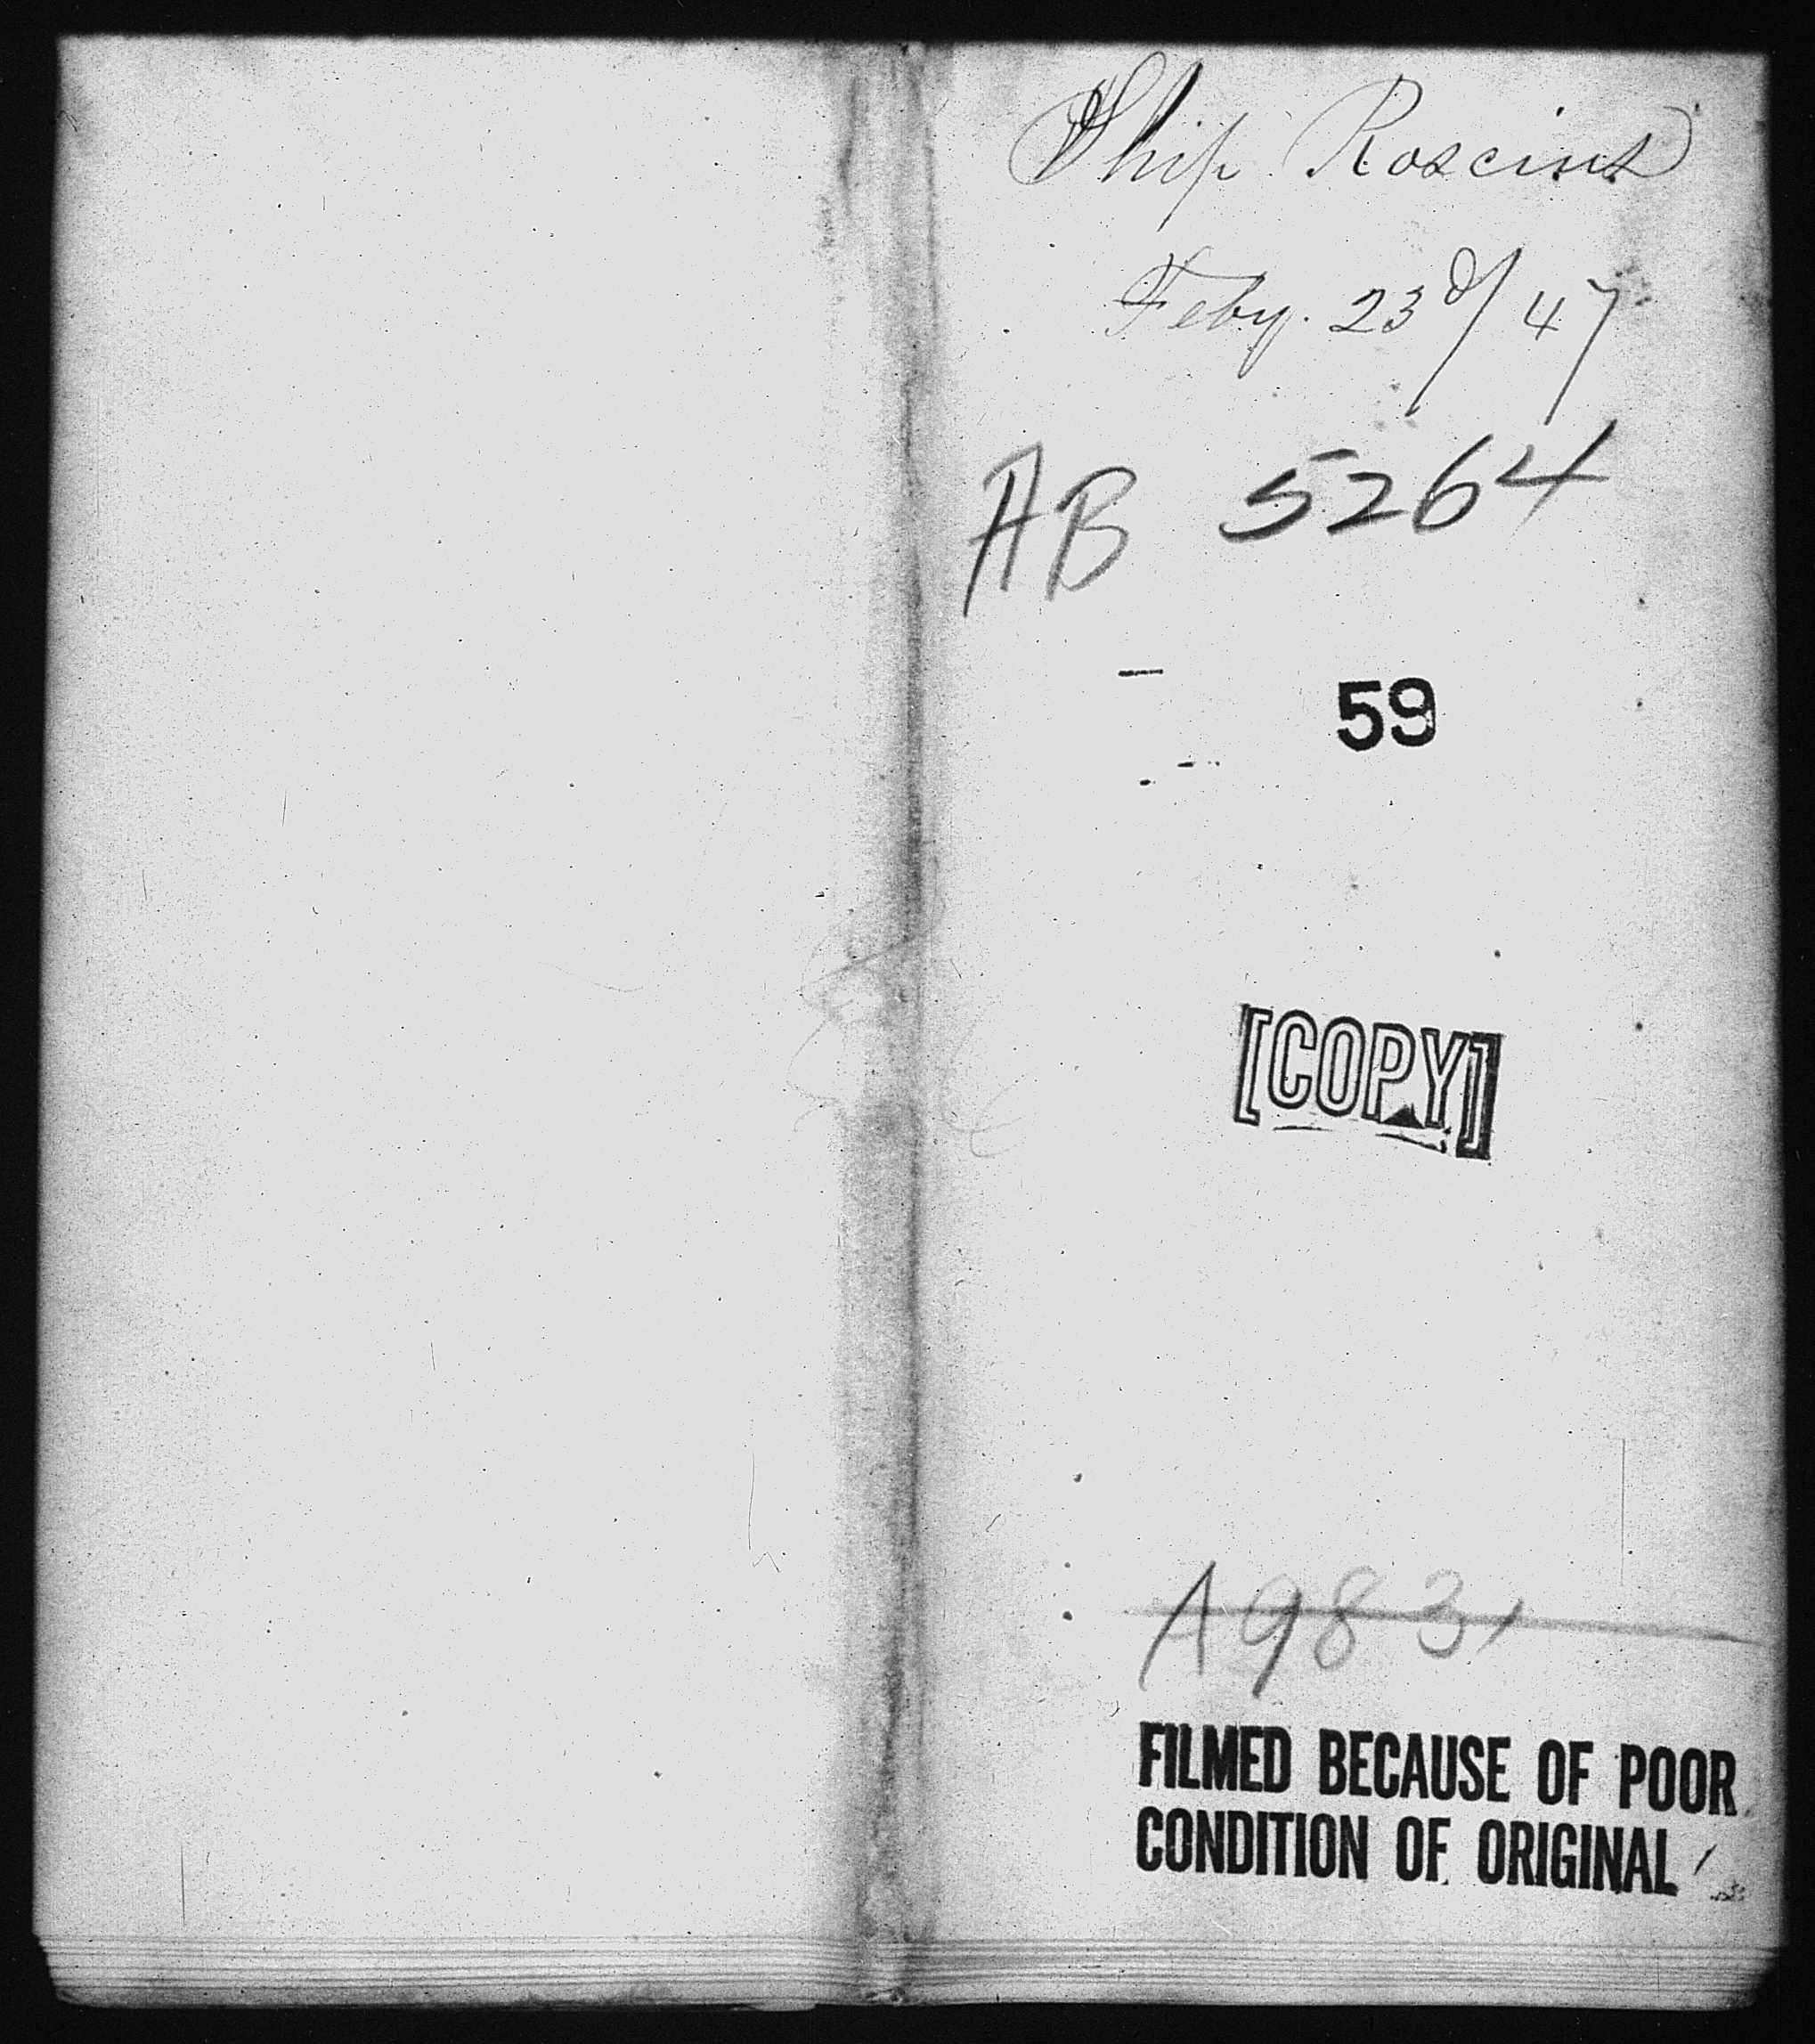 Ship Roscius
Feby. 23d/47
AB 5264
59
[COPY]
A983
FILMED BECAUSE OF POOR
CONDITION OF ORIGINAL